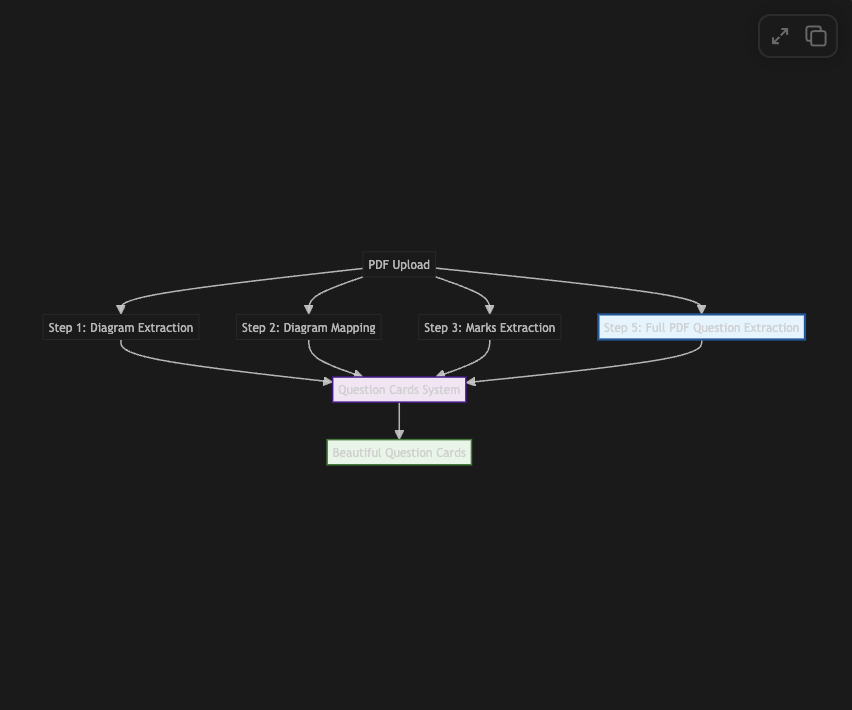 PDF Upload
Step 1: Diagram Extraction
Step 2: Diagram Mapping
Step 3: Marks Extraction
Step 5: Full PDF Question Extraction
Question Cards System
Beautiful Question Cards